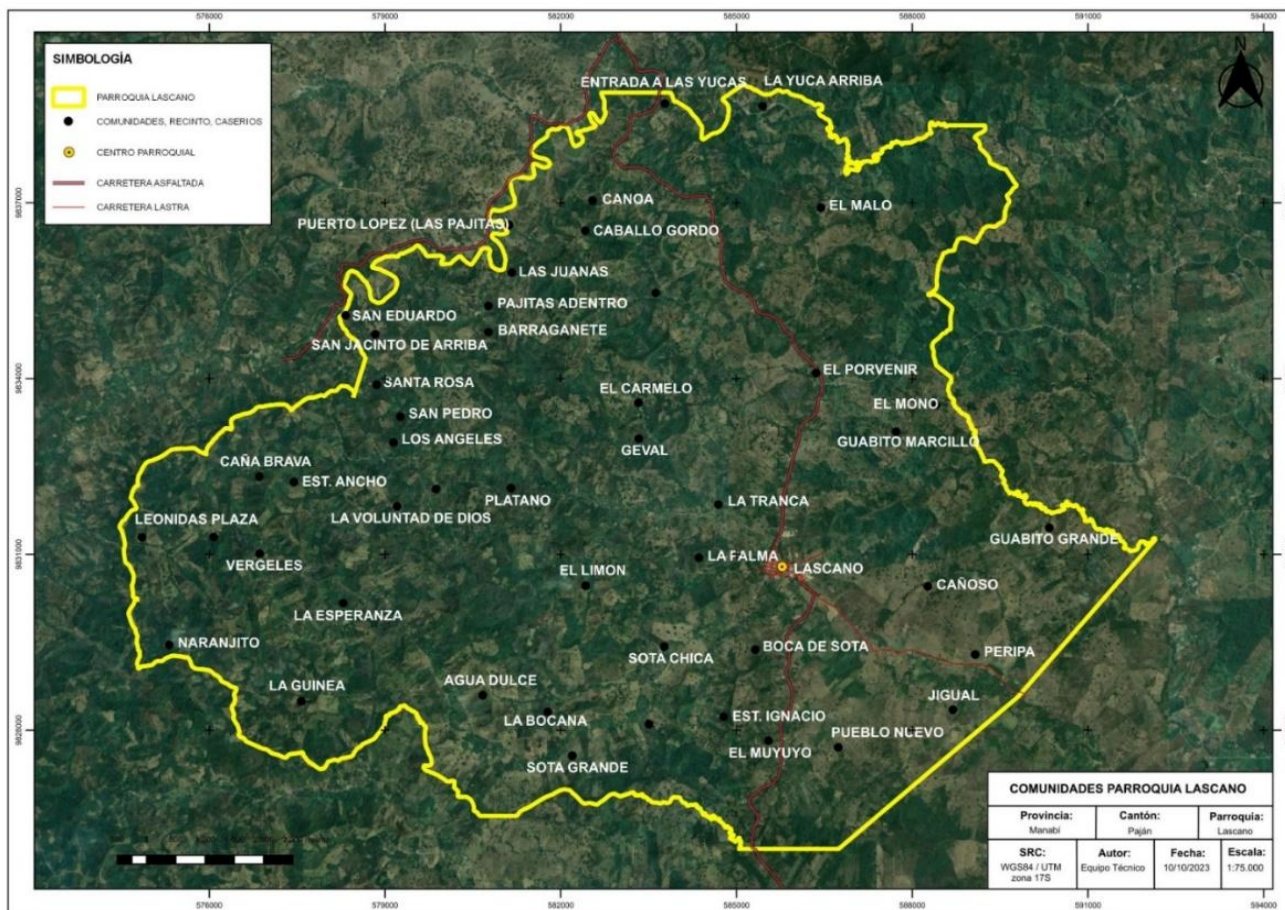 576000 579000 582000 585000 588000 591000 594000
SIMBOLOGÌA
PARROQUIA LASCANO
COMUNIDADES, RECINTO, CASERIOS
CENTRO PARROQUIAL
CARRETERA ASFALTADA
CARRETERA LASTRA
N
ENTRADA A LAS YUCAS
LA YUCA ARRIBA
9837000
9837000
CANOA
EL MALO
PUERTO LOPEZ (LAS PAJITAS)
CABALLO GORDO
LAS JUANAS
PAJITAS ADENTRO
SAN EDUARDO
BARRAGANETE
SAN JACINTO DE ARRIBA
9834000
9834000
EL PORVENIR
SANTA ROSA
EL CARMELO
EL MONO
SAN PEDRO
LOS ANGELES
GEVAL
GUABITO MARCILLO
CAÑA BRAVA
EST. ANCHO
PLATANO
LA TRANCA
LEONIDAS PLAZA
LA VOLUNTAD DE DIOS
GUABITO GRANDE
9831000
9831000
VERGELES
LA PALMA
LASCANO
EL LIMON
CAÑOSO
LA ESPERANZA
NARANJITO
SOTA CHICA
BOCA DE SOTA
PERIPA
LA GUINEA
AGUA DULCE
JIGUAL
LA BOCANA
EST. IGNACIO
9828000
9828000
PUEBLO NUEVO
EL MUYUYO
SOTA GRANDE
COMUNIDADES PARROQUIA LASCANO
Provincia: Cantón: Parroquia:
Manabí Paján Lascano
SRC: Autor: Fecha: Escala:
WGS84 / UTM Equipo Técnico 10/10/2023 1:75.000
zona 17S
576000 579000 582000 585000 588000 591000 594000